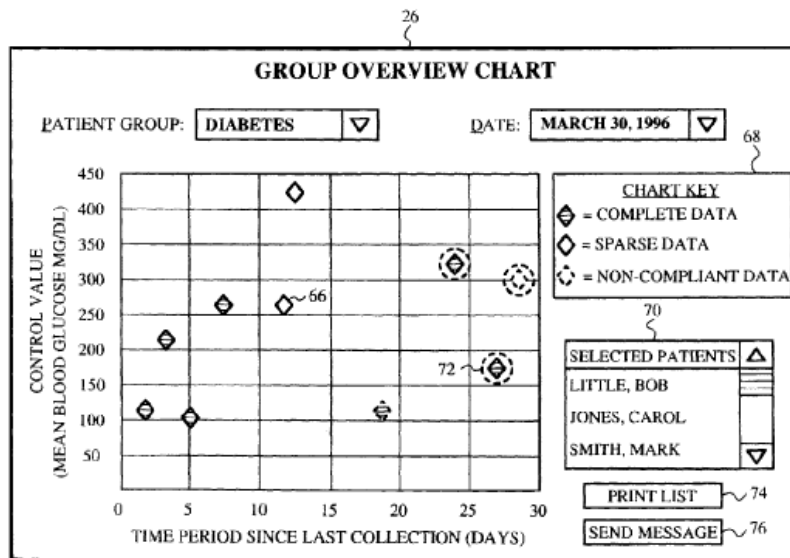 26
GROUP OVERVIEW CHART
PATIENT GROUP: DIABETES DATE: MARCH 30, 1996
68
CHART KEY
= COMPLETE DATA
= SPARSE DATA
= NON-COMPLIANT DATA
CONTROL VALUE
(MEAN BLOOD GLUCOSE MG/DL)
450
400
350
300
250
200
150
100
50
66
72
0 5 10 15 20 25 30
TIME PERIOD SINCE LAST COLLECTION (DAYS)
70
SELECTED PATIENTS
LITTLE, BOB
JONES, CAROL
SMITH, MARK
PRINT LIST 74
SEND MESSAGE 76